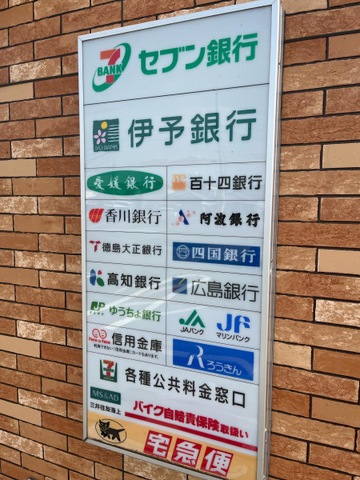 7
BANK
セブン銀行
IYO BANK
伊予銀行
愛媛銀行
百十四銀行
香川銀行
阿波銀行
徳島大正銀行
四国銀行
高知銀行
広島銀行
ゆうちょ銀行
JA
JAバンク
JF
マリンバンク
信用金庫
R
ろうきん
各種公共料金窓口
MS&AD
三井住友海上
バイク自賠責保険取扱い
宅急便